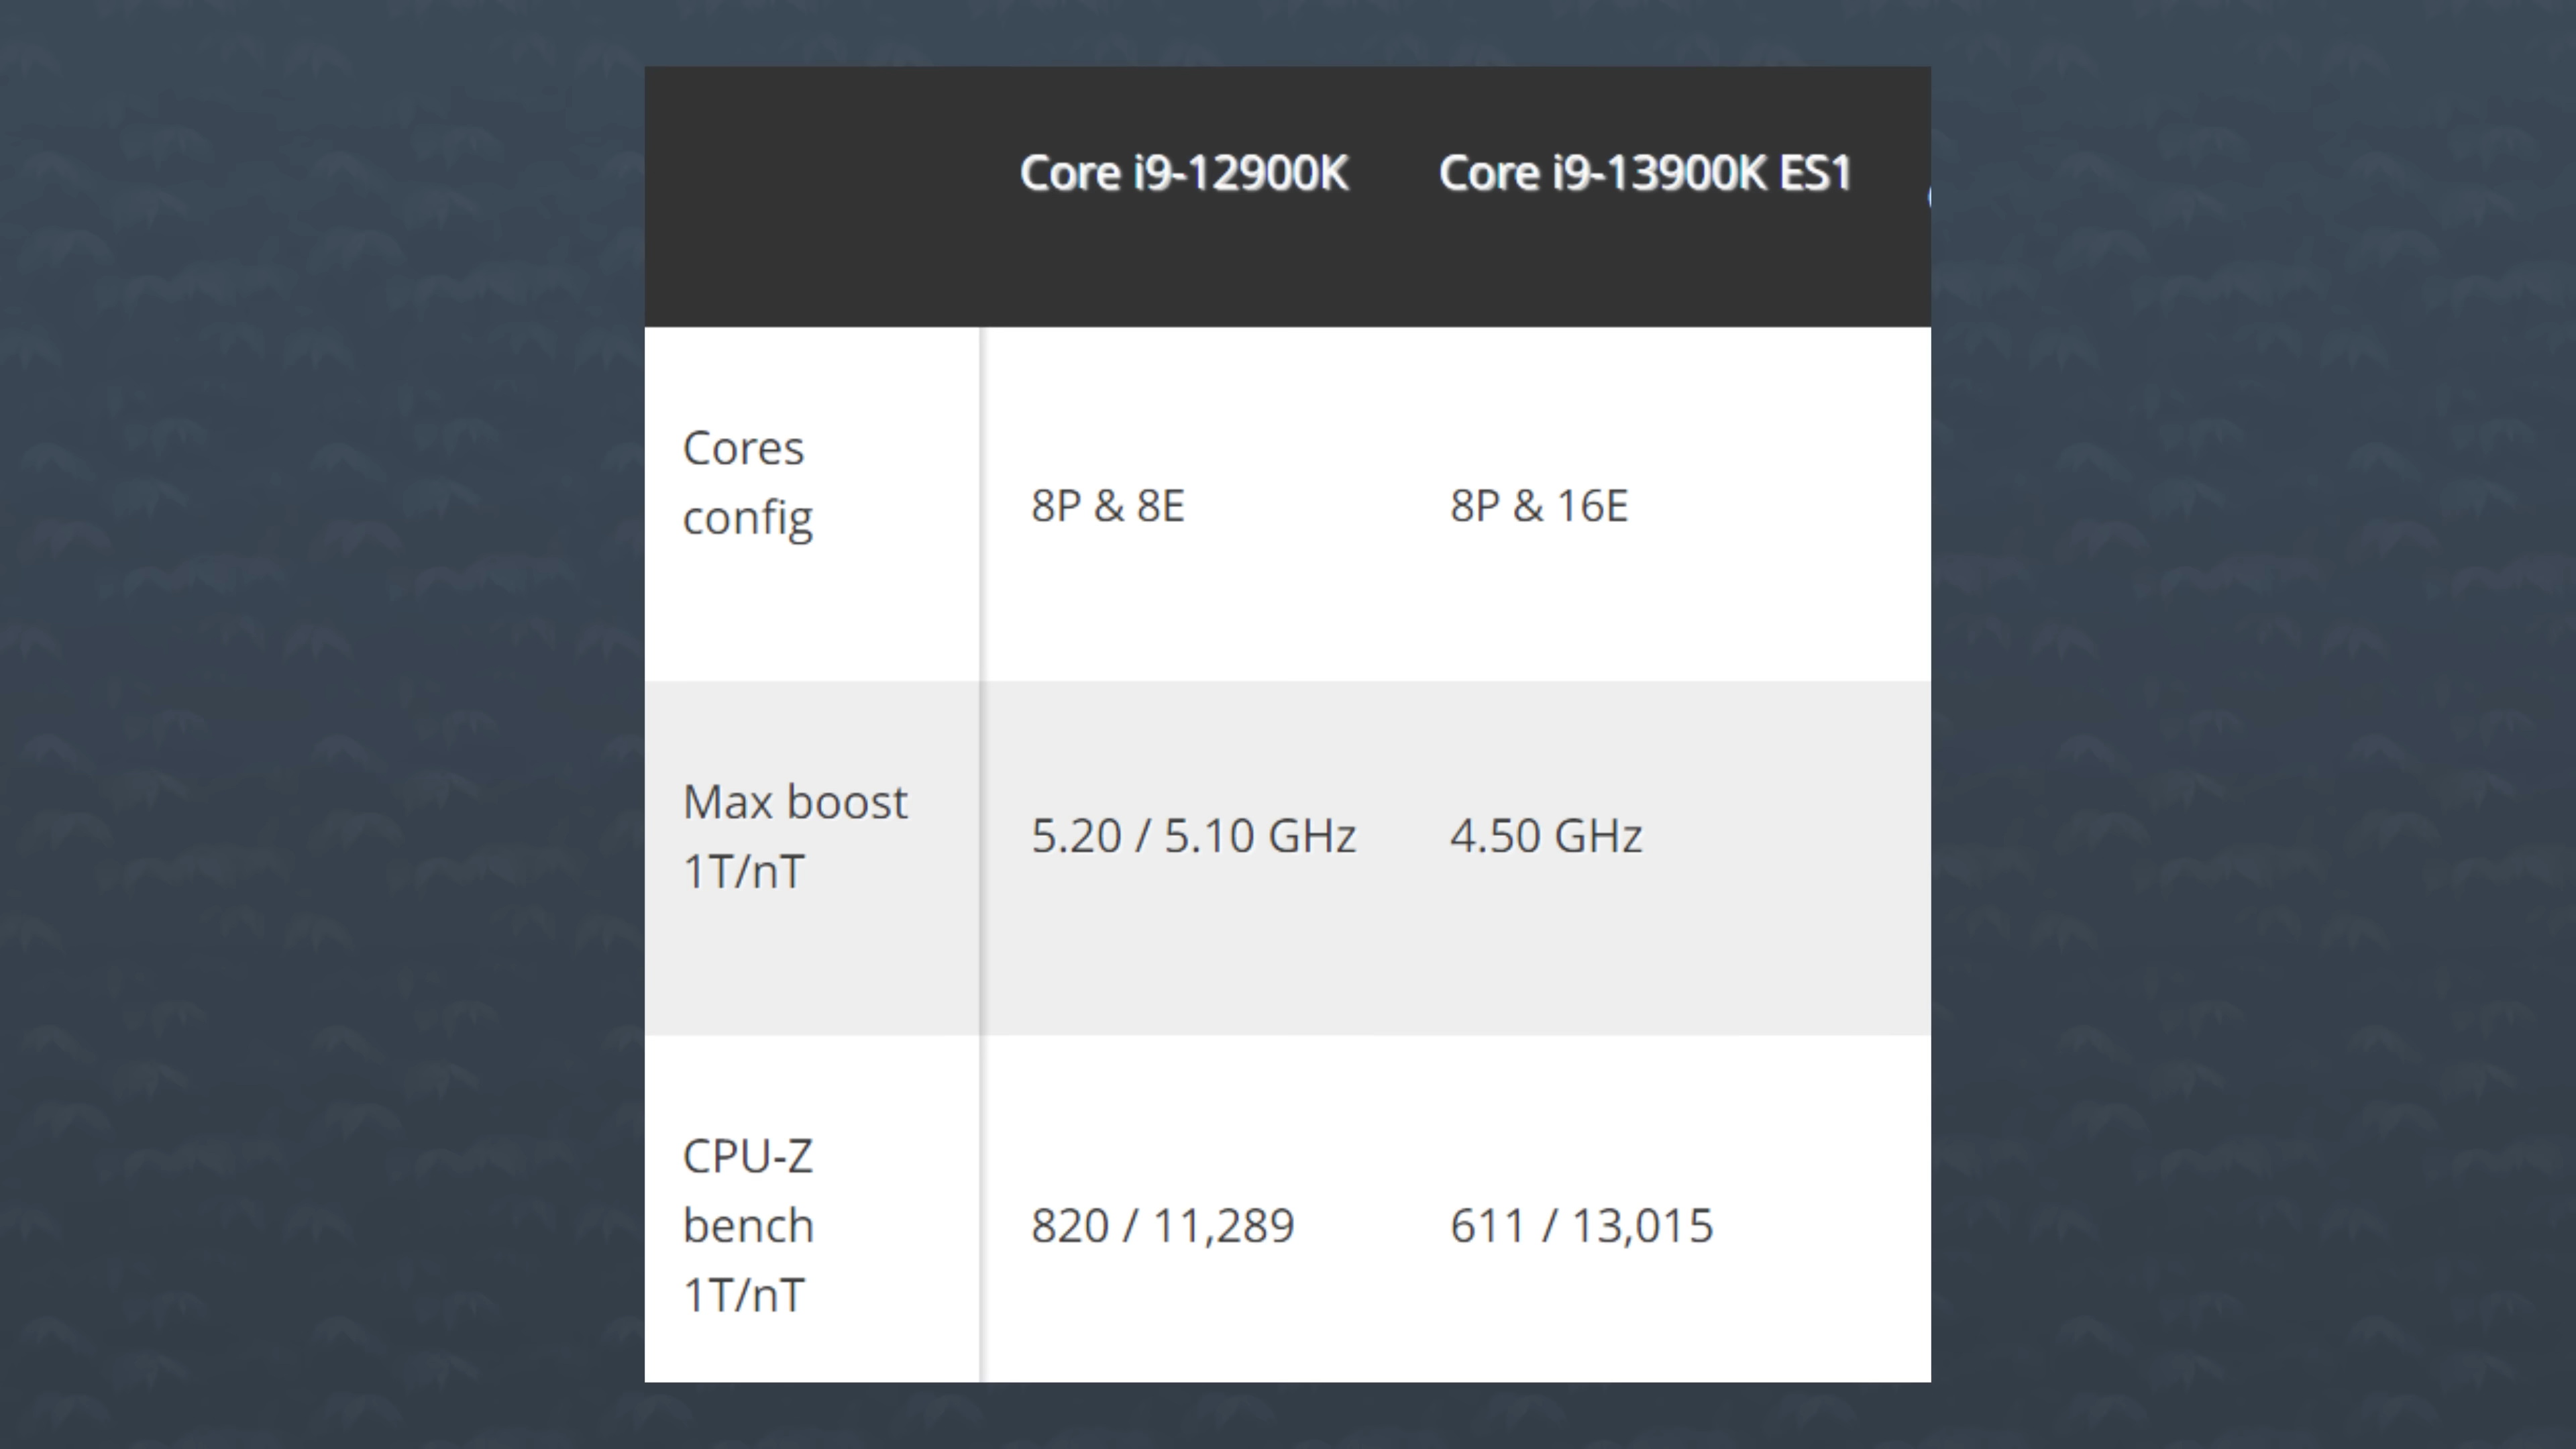 Core i9-12900K Core i9-13900K ES1
Cores
config
8P & 8E 8P & 16E
Max boost
1T/nT
5.20 / 5.10 GHz 4.50 GHz
CPU-Z
bench
1T/nT
820 / 11,289 611 / 13,015